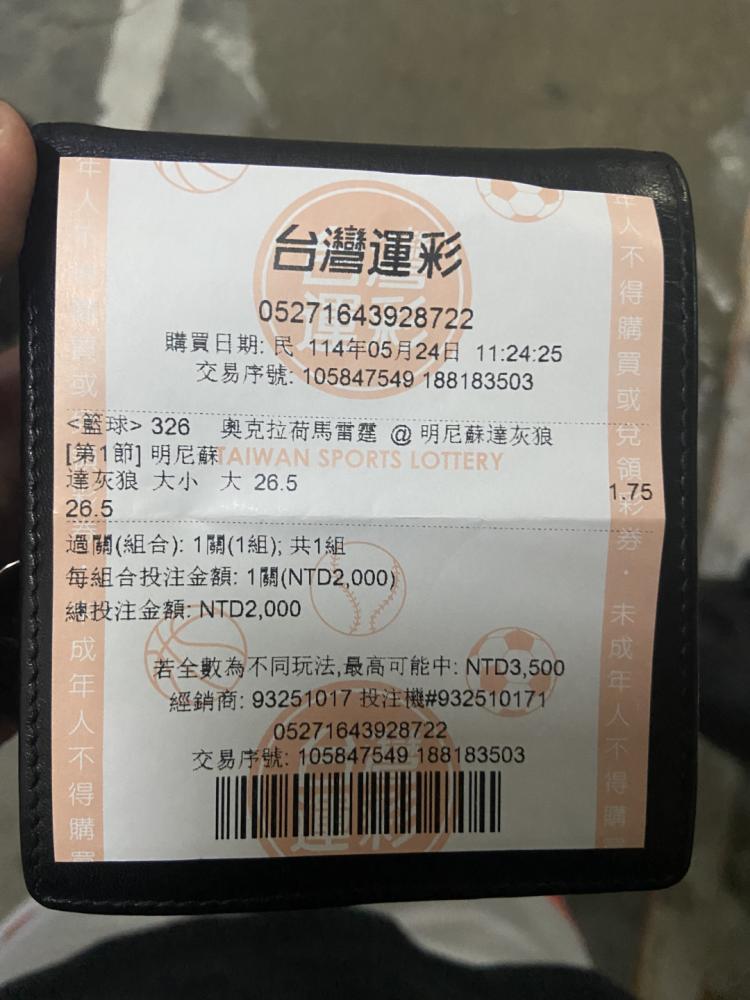 台灣運彩
05271643928722
購買日期: 民 114年05月24日 11:24:25
交易序號: 105847549 188183503
<籃球> 326 奧克拉荷馬雷霆 @ 明尼蘇達灰狼
[第1節] 明尼蘇
TAIWAN SPORTS LOTTERY
達灰狼 大小 大 26.5 1.75
26.5
過關(組合): 1關(1組); 共1組
每組合投注金額: 1關(NTD2,000)
總投注金額: NTD2,000
若全數為不同玩法,最高可能中: NTD3,500
經銷商: 93251017 投注機#932510171
05271643928722
交易序號: 105847549 188183503
年人 購買或 領彩券・
成年人不得購買
年人不得購買或兌領彩券・未成年人不得購